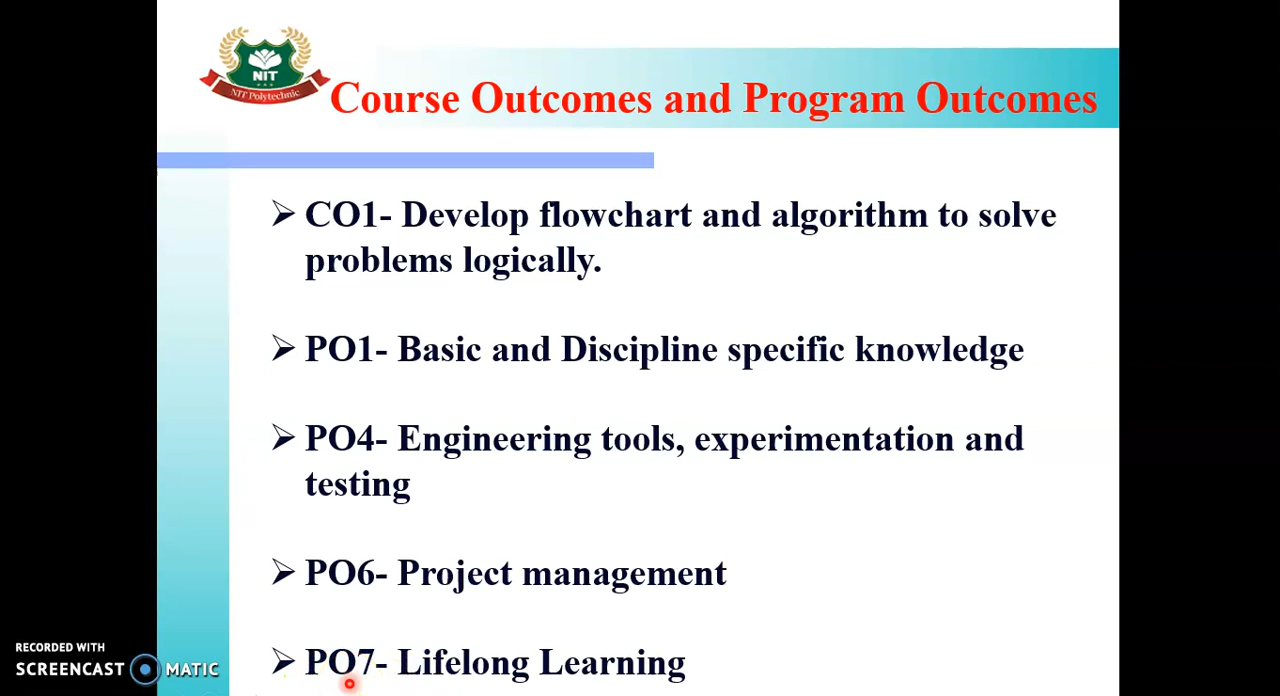 NIT
NIT Polytechnic
Course Outcomes and Program Outcomes
➢ CO1- Develop flowchart and algorithm to solve
problems logically.
➢ PO1- Basic and Discipline specific knowledge
➢ PO4- Engineering tools, experimentation and
testing
➢ PO6- Project management
➢ PO7- Lifelong Learning
RECORDED WITH
SCREENCAST MATIC